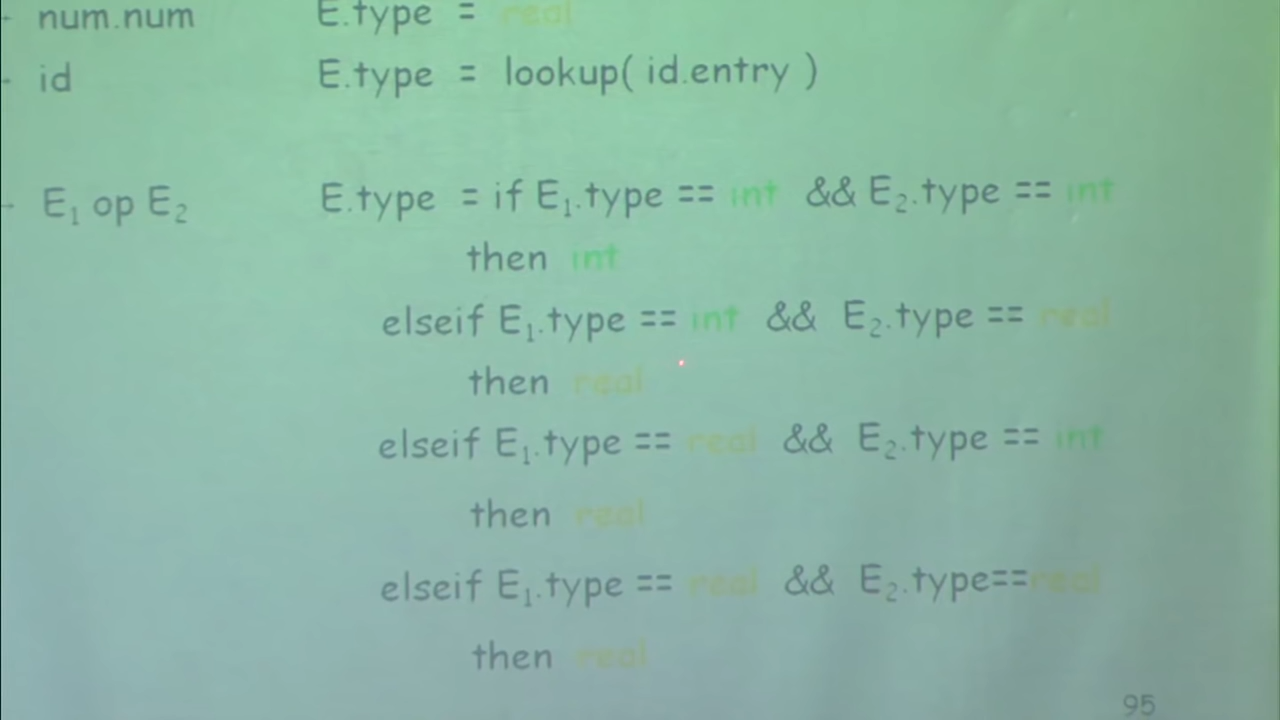 num.num E.type = real
id E.type = lookup( id.entry )
E₁ op E₂ E.type = if E₁.type == int && E₂.type == int
then int
elseif E₁.type == int && E₂.type == real
then real
elseif E₁.type == real && E₂.type == int
then real
elseif E₁.type == real && E₂.type==real
then real
95